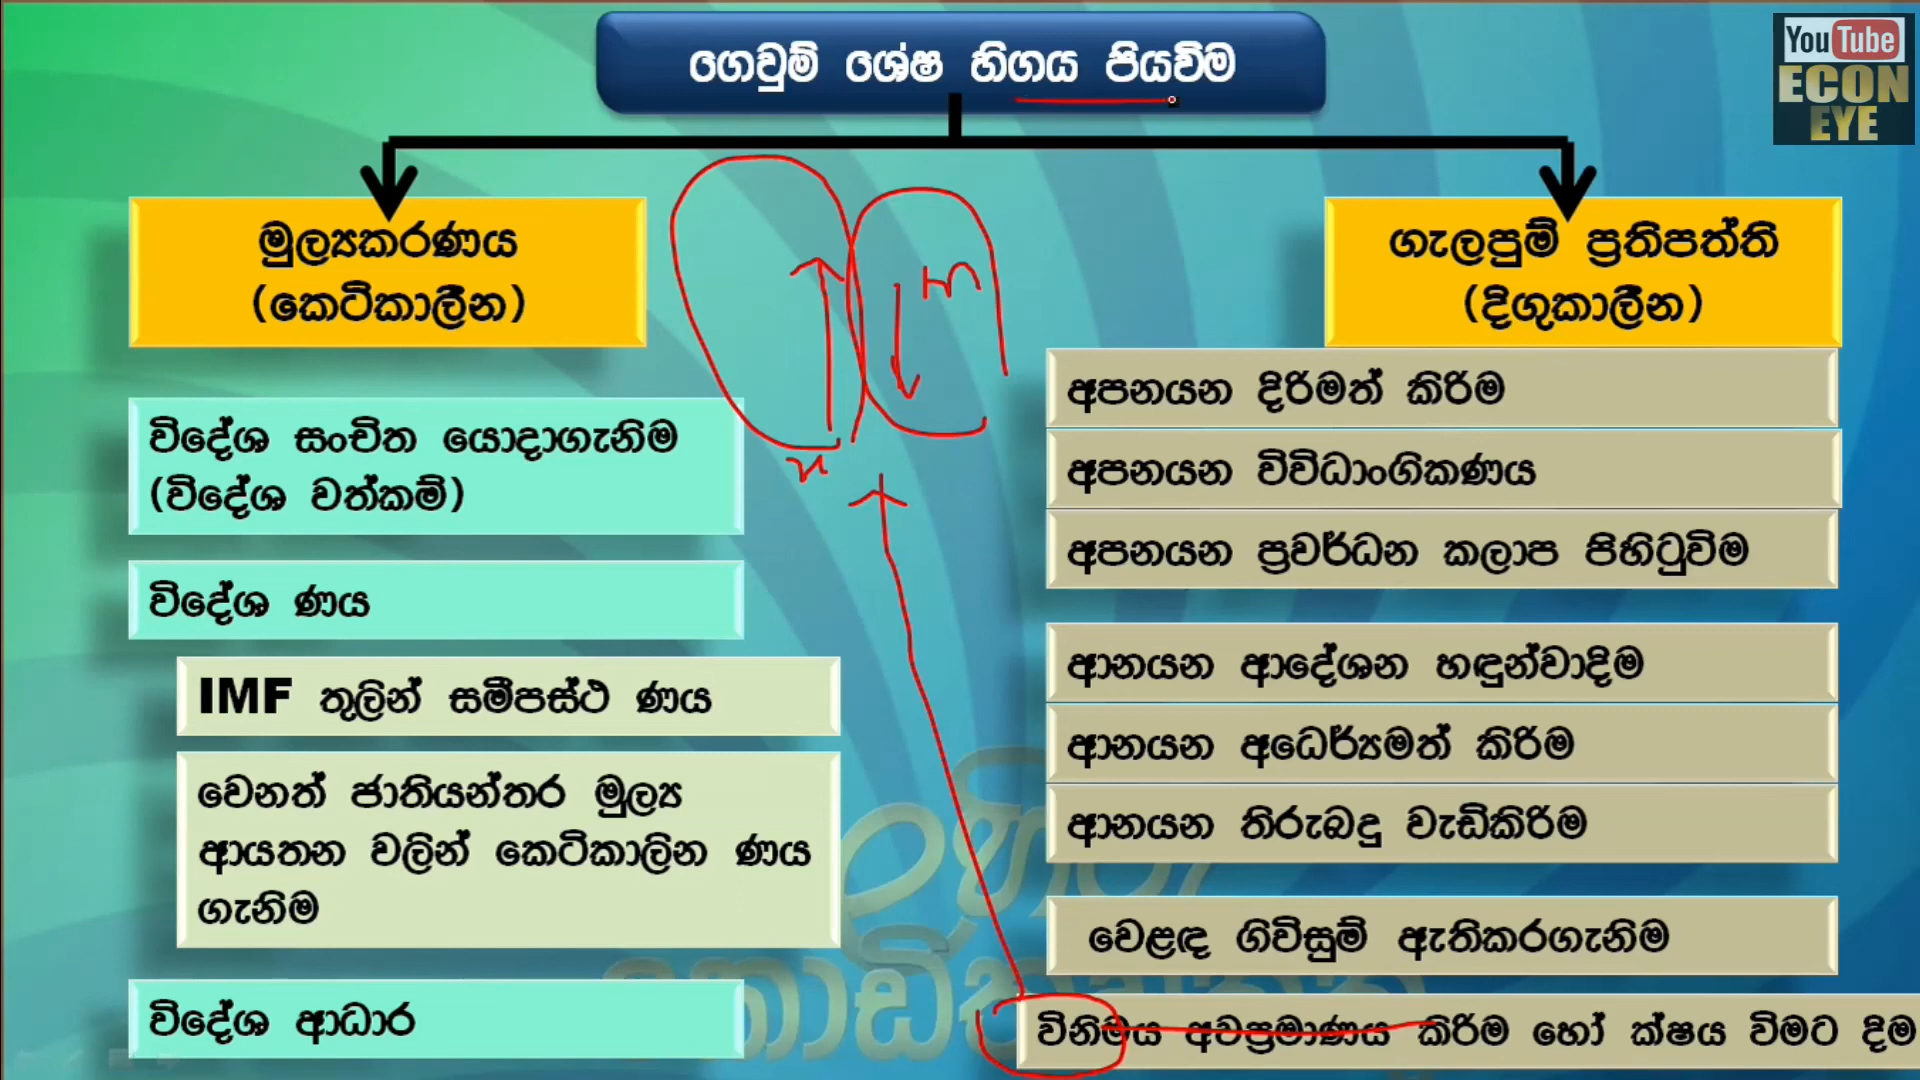 ගෙවුම් ශේෂ හිගය පියවීම
You Tube
ECON
EYE
මුල්‍යකරණය
(කෙටිකාලීන)
විදේශ සංචිත යොදාගැනිම
(විදේශ වත්කම්)
විදේශ ණය
IMF තුලින් සමීපස්ථ ණය
වෙනත් ජාතියන්තර මුල්‍ය
ආයතන වලින් කෙටිකාලින ණය
ගැනිම
විදේශ ආධාර
x
m
ගැලපුම් ප්‍රතිපත්ති
(දිගුකාලීන)
අපනයන දිරිමත් කිරිම
අපනයන විවිධාංගිකණය
අපනයන ප්‍රවර්ධන කලාප පිහිටුවිම
ආනයන ආදේශන හඳුන්වාදිම
ආනයන අධෛර්යමත් කිරිම
ආනයන තිරුබදු වැඩිකිරිම
වෙළඳ ගිවිසුම් ඇතිකරගැනිම
විනිමය අවප්‍රමාණය කිරිම හෝ ක්ෂය විමට දිම